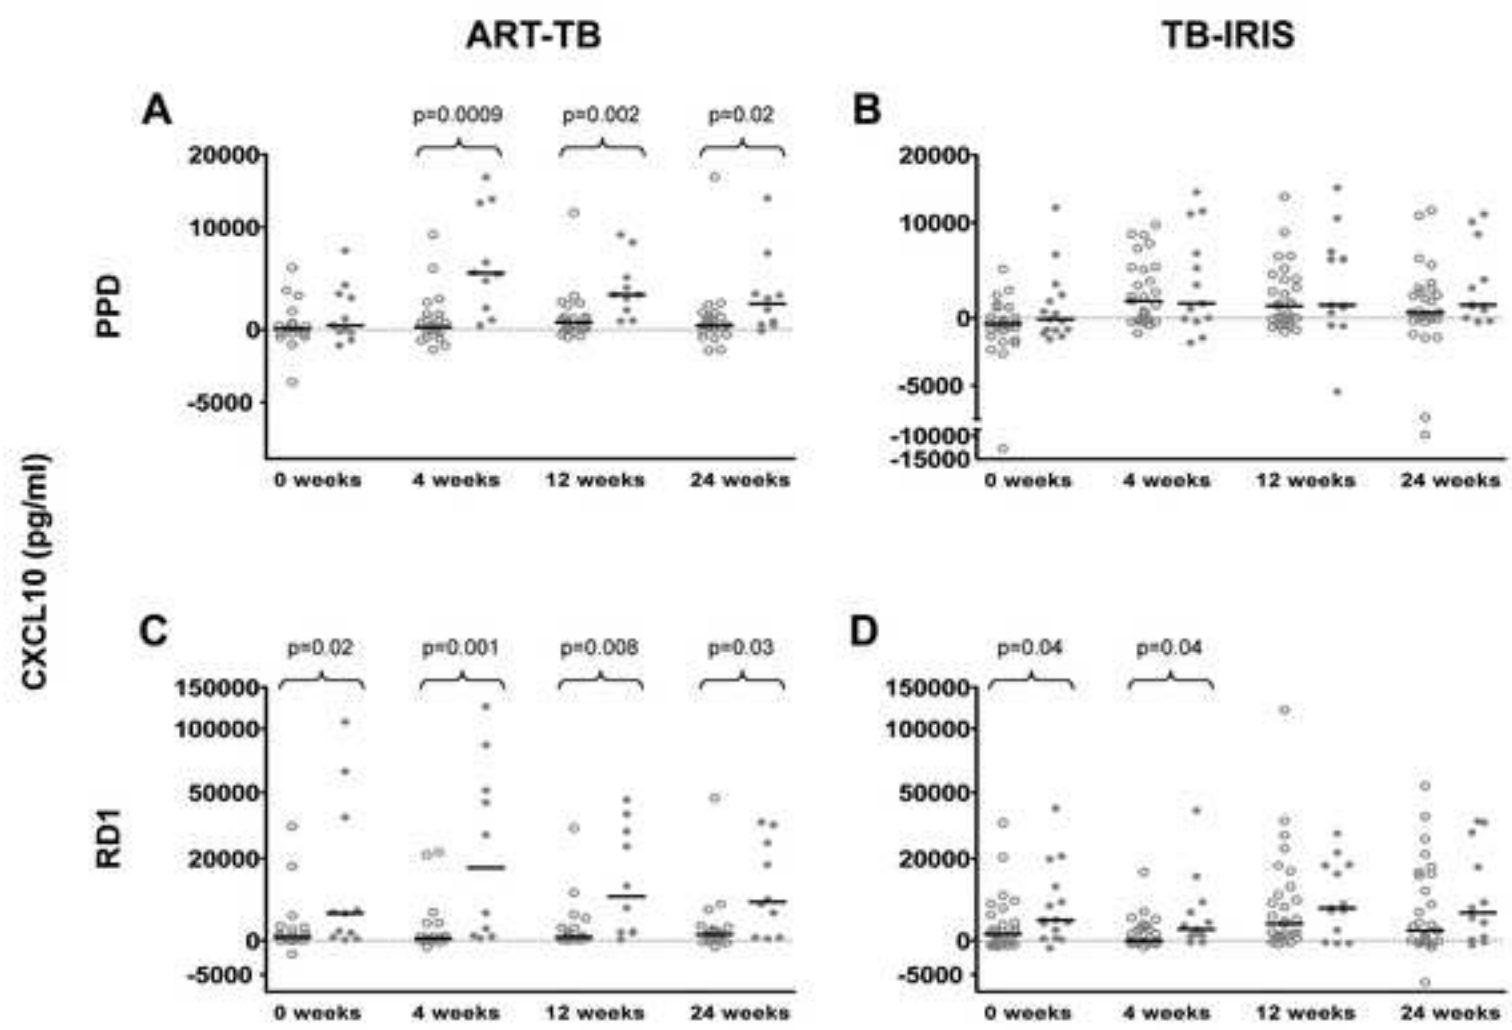 ART-TB
TB-IRIS
A
p=0.0009
p=0.002
p=0.02
20000
10000
0
-5000
PPD
0 weeks
4 weeks
12 weeks
24 weeks
B
20000
10000
0
-5000
-10000
-15000
0 weeks
4 weeks
12 weeks
24 weeks
CXCL10 (pg/ml)
C
p=0.02
p=0.001
p=0.008
p=0.03
150000
100000
50000
20000
0
-5000
RD1
0 weeks
4 weeks
12 weeks
24 weeks
D
p=0.04
p=0.04
150000
100000
50000
20000
0
-5000
0 weeks
4 weeks
12 weeks
24 weeks